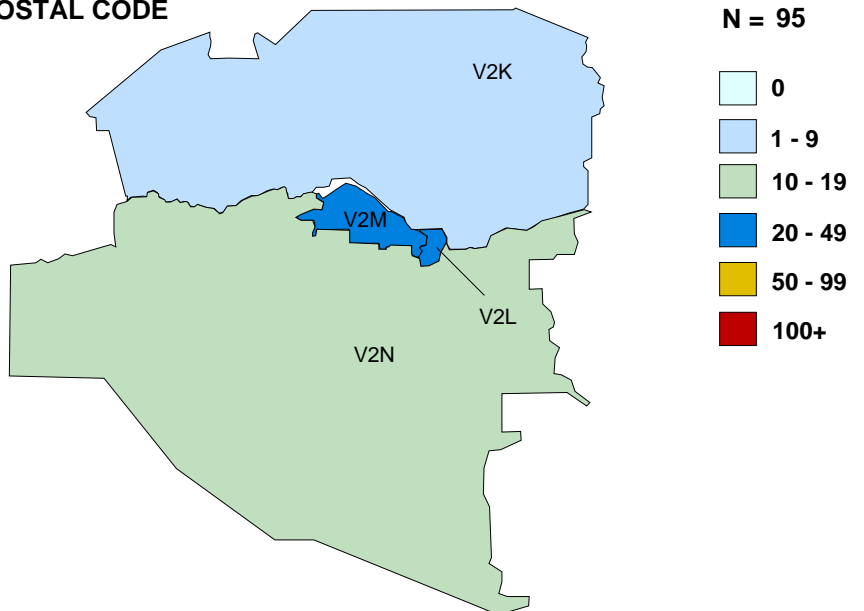 OSTAL CODE
N = 95
V2K
0
1 - 9
10 - 19
V2M
20 - 49
50 - 99
V2L
100+
V2N